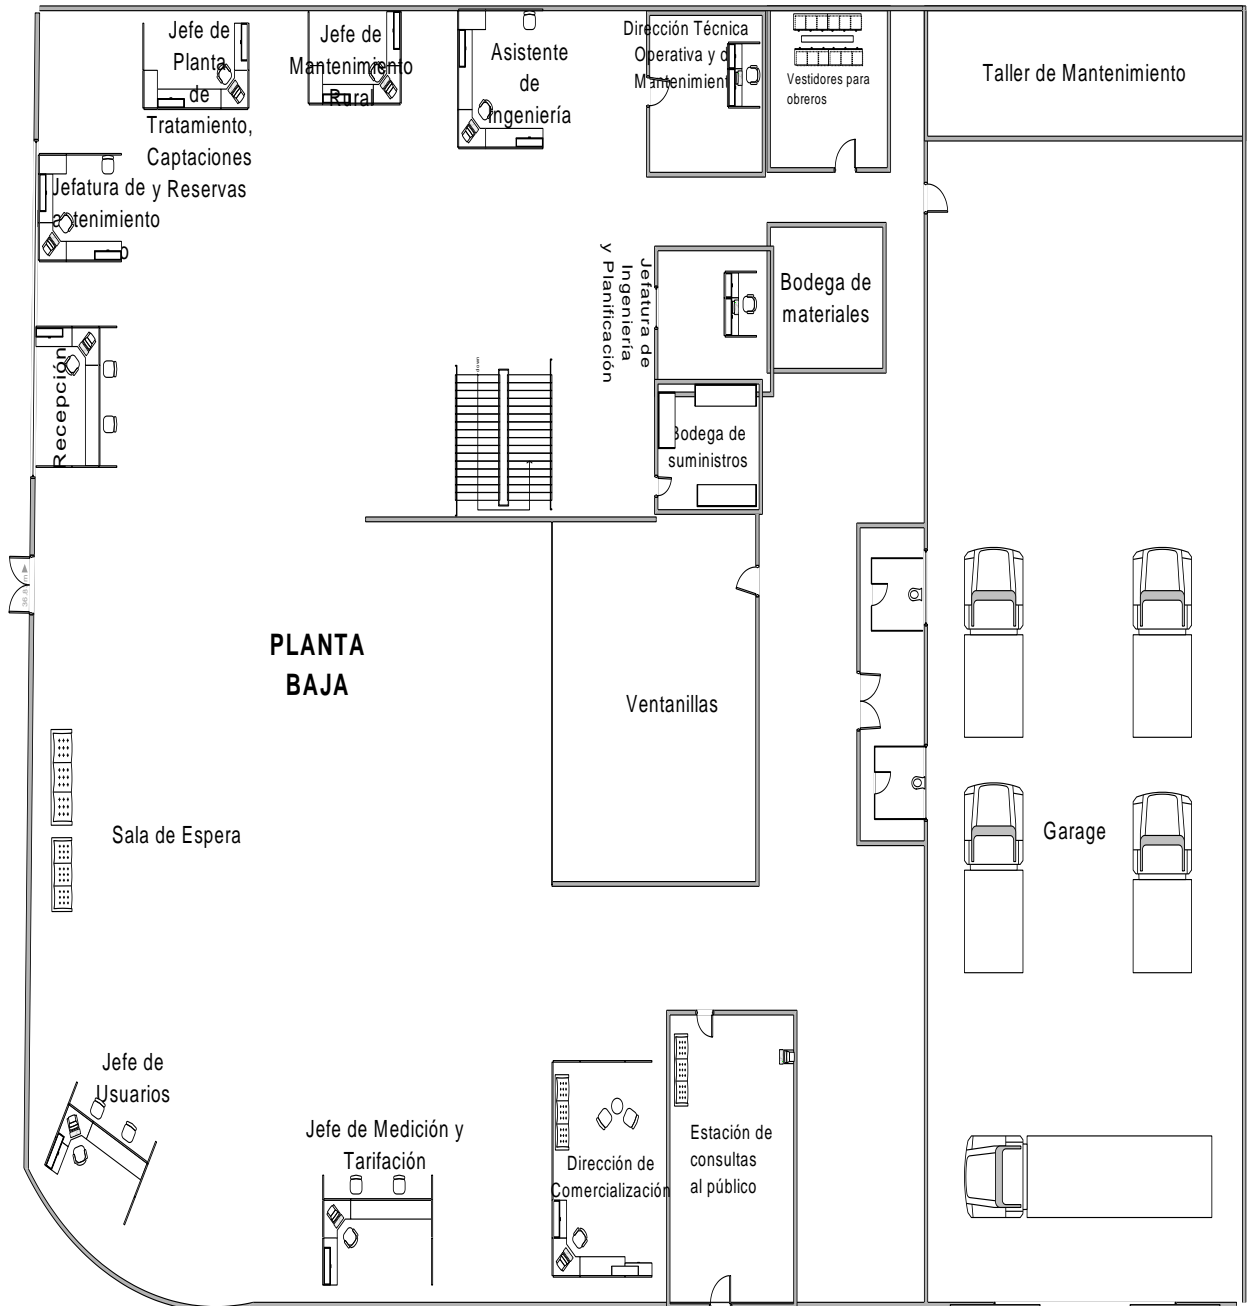 Jefe de
Planta
de
Tratamiento,
Captaciones
y Reservas
Jefe de
Mantenimiento
Rural
Asistente
de
Ingeniería
Dirección Técnica
Operativa y d
Mantenimient
Vestidores para
obreros
Taller de Mantenimiento
Jefatura de
tenimiento
Recepción
Jefatura de
Ingeniería
y Planificación
Bodega de
materiales
down
Bodega de
suministros
PLANTA
BAJA
Ventanillas
Sala de Espera
Garage
Jefe de
Usuarios
Jefe de Medición y
Tarifación
Dirección de
Comercialización
Estación de
consultas
al público